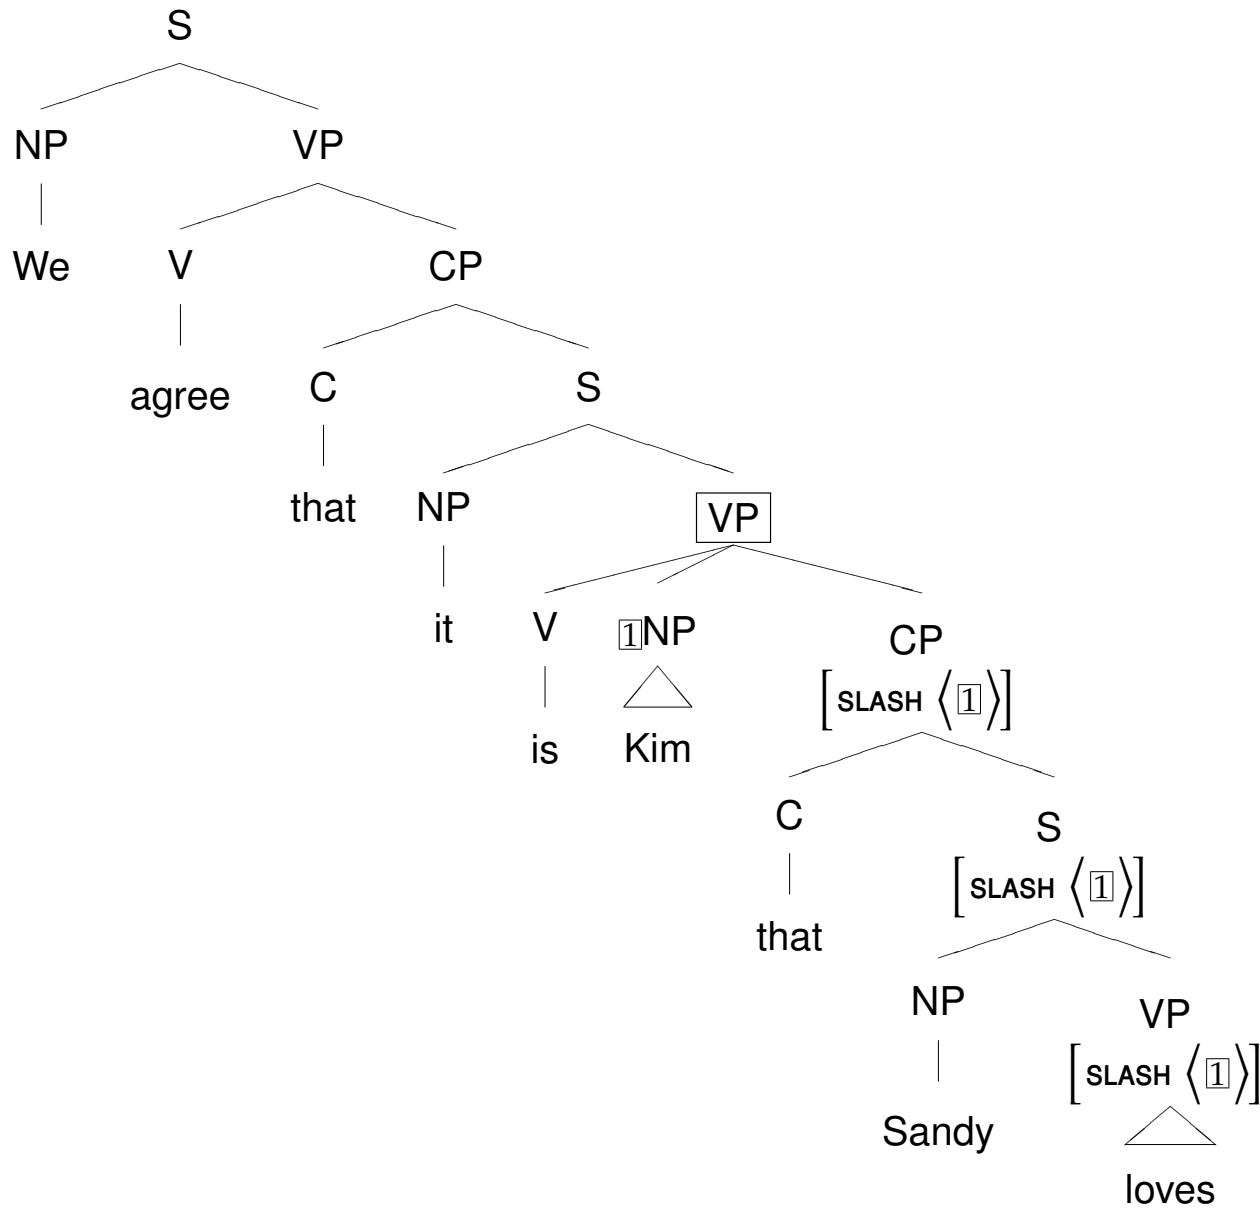 S
NP VP
We V CP
agree C S
that NP VP
it V 1NP CP
[SLASH ⟨1⟩]
is Kim
C S
[SLASH ⟨1⟩]
that
NP VP
[SLASH ⟨1⟩]
Sandy
loves